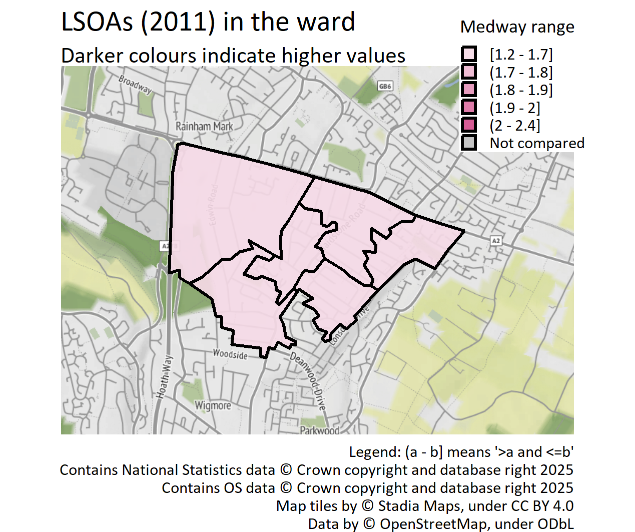 LSOAs (2011) in the ward
Darker colours indicate higher values
Medway range
[1.2 - 1.7]
(1.7 - 1.8]
(1.8 - 1.9]
(1.9 - 2]
(2 - 2.4]
Not compared
Broadway
GB6
Rainham Mark
A2
A2
Woodside
Deanwood-Drive
Hoath-Way
Wigmore
Parkwood
Legend: (a - b] means '>a and <=b'
Contains National Statistics data © Crown copyright and database right 2025
Contains OS data © Crown copyright and database right 2025
Map tiles by © Stadia Maps, under CC BY 4.0
Data by © OpenStreetMap, under ODbL